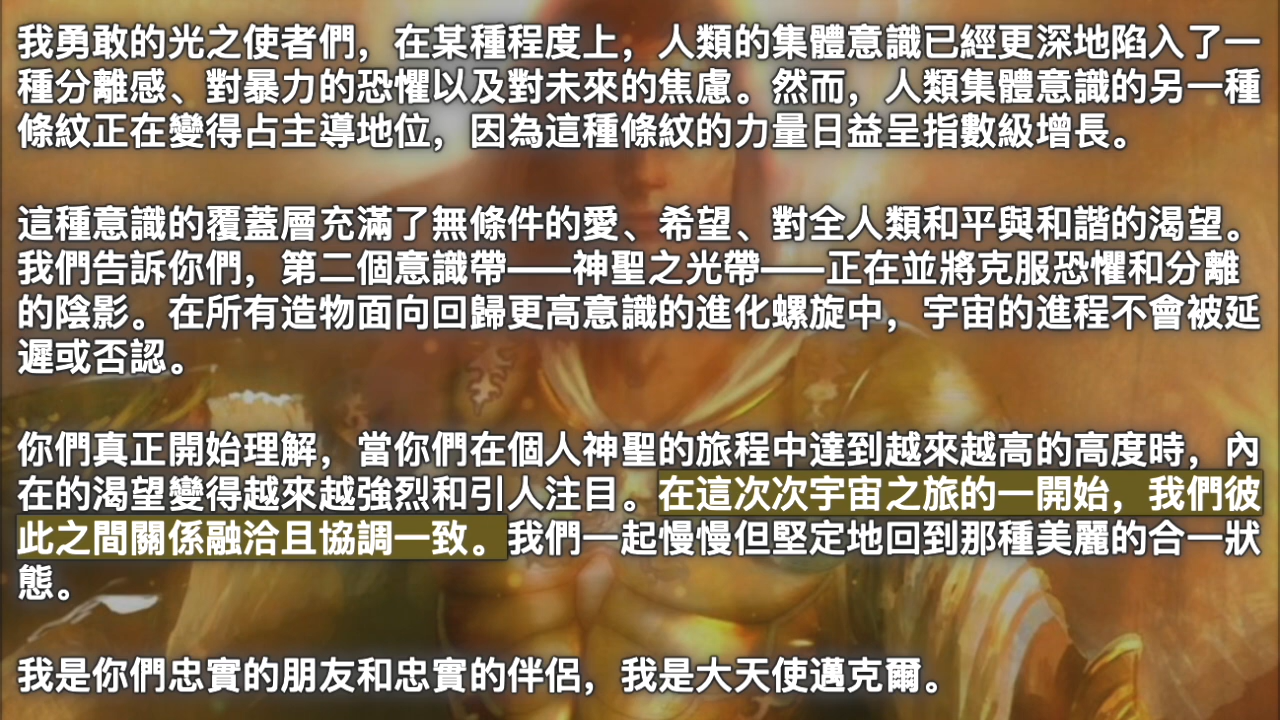 我勇敢的光之使者們，在某種程度上，人類的集體意識已經更深地陷入了一
種分離感、對暴力的恐懼以及對未來的焦慮。然而，人類集體意識的另一種
條紋正在變得占主導地位，因為這種條紋的力量日益呈指數級增長。
這種意識的覆蓋層充滿了無條件的愛、希望、對全人類和平與和諧的渴望。
我們告訴你們，第二個意識帶——神聖之光帶——正在並將克服恐懼和分離
的陰影。在所有造物面向回歸更高意識的進化螺旋中，宇宙的進程不會被延
遲或否認。
你們真正開始理解，當你們在個人神聖的旅程中達到越來越高的高度時，內
在的渴望變得越來越強烈和引人注目。在這次次宇宙之旅的一開始，我們彼
此之間關係融洽且協調一致。我們一起慢慢但堅定地回到那種美麗的合一狀
態。
我是你們忠實的朋友和忠實的伴侶，我是大天使邁克爾。